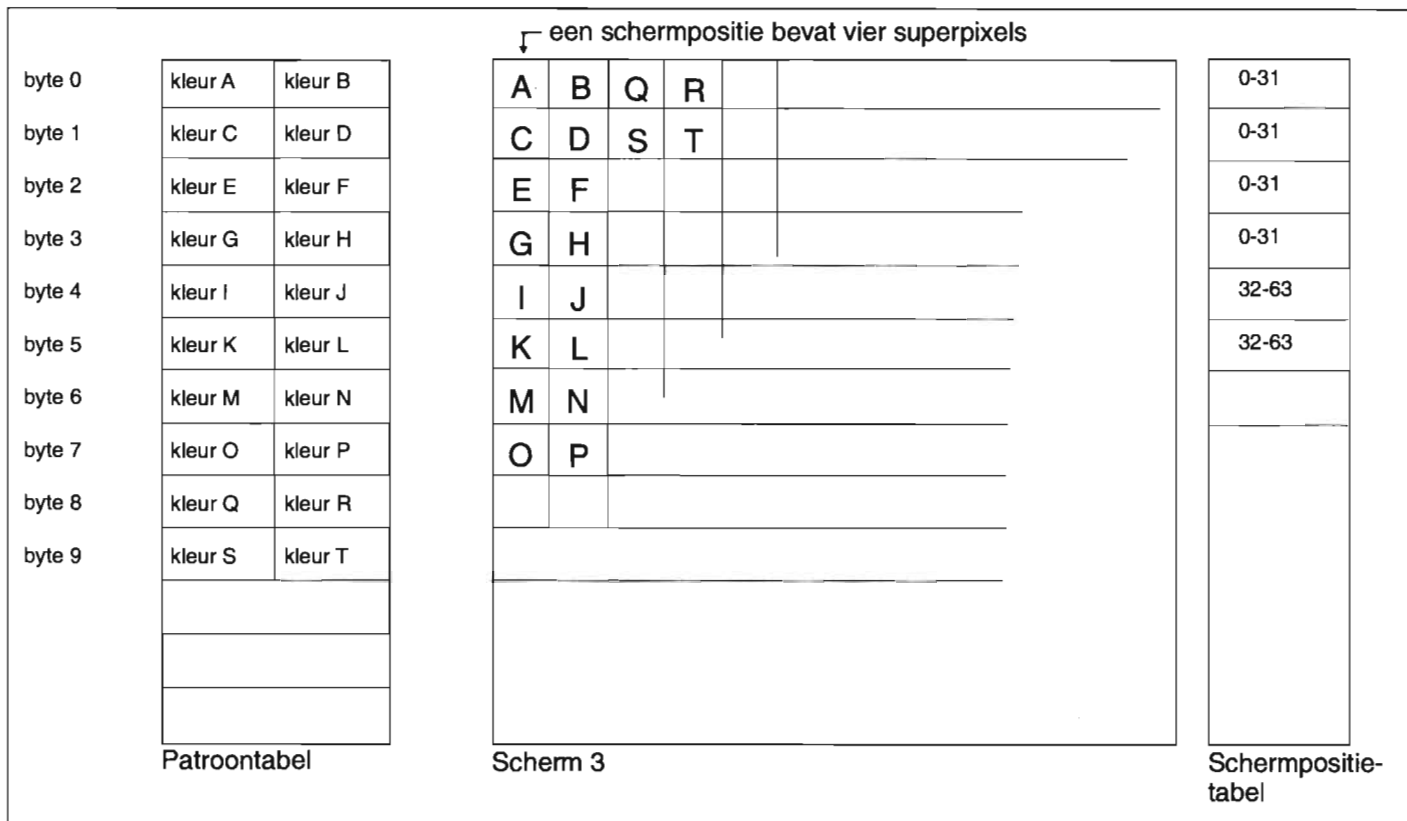 een schermpositie bevat vier superpixels
byte 0 kleur A kleur B A B Q R 0-31
byte 1 kleur C kleur D C D S T 0-31
byte 2 kleur E kleur F E F 0-31
byte 3 kleur G kleur H G H 0-31
byte 4 kleur I kleur J I J 32-63
byte 5 kleur K kleur L K L 32-63
byte 6 kleur M kleur N M N
byte 7 kleur O kleur P O P
byte 8 kleur Q kleur R
byte 9 kleur S kleur T
Patroontabel Scherm 3 Schermpositie-
tabel